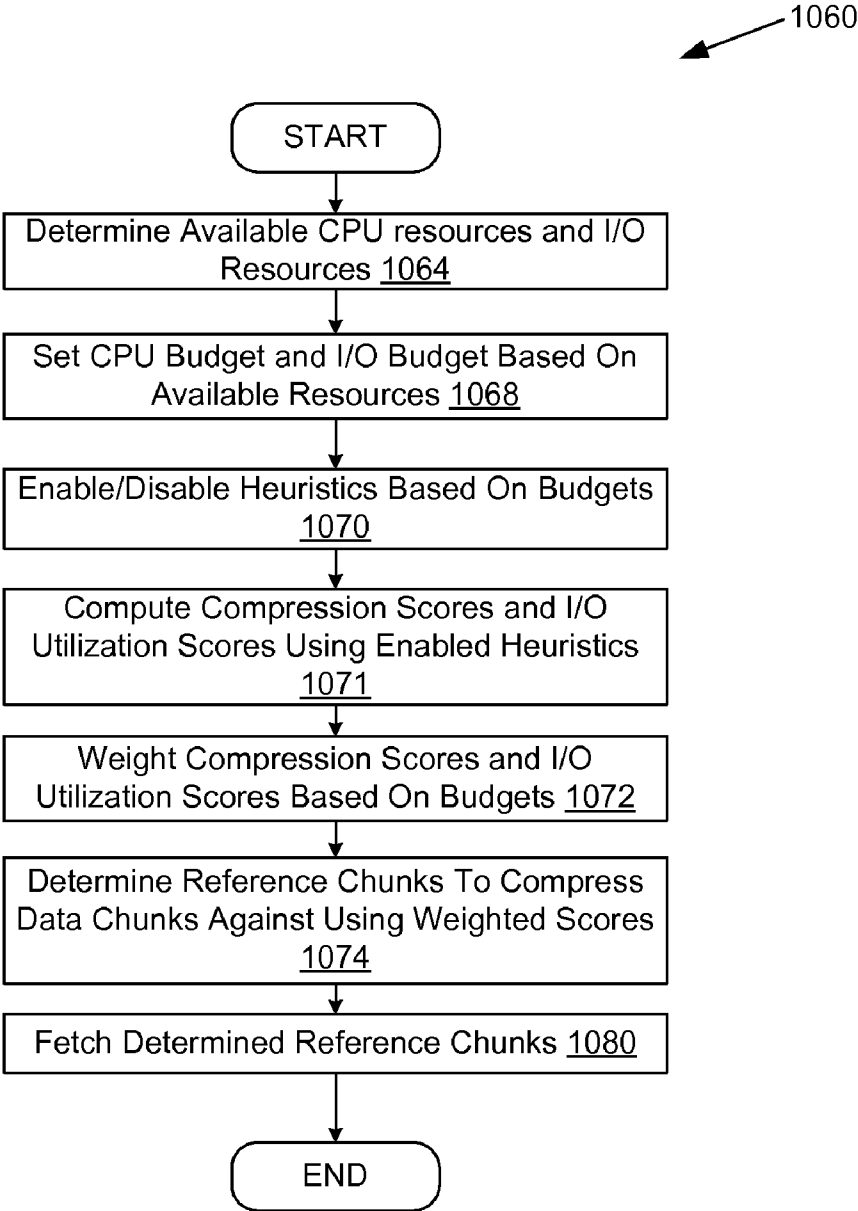 1060
START
Determine Available CPU resources and I/O
Resources 1064
Set CPU Budget and I/O Budget Based On
Available Resources 1068
Enable/Disable Heuristics Based On Budgets
1070
Compute Compression Scores and I/O
Utilization Scores Using Enabled Heuristics
1071
Weight Compression Scores and I/O
Utilization Scores Based On Budgets 1072
Determine Reference Chunks To Compress
Data Chunks Against Using Weighted Scores
1074
Fetch Determined Reference Chunks 1080
END